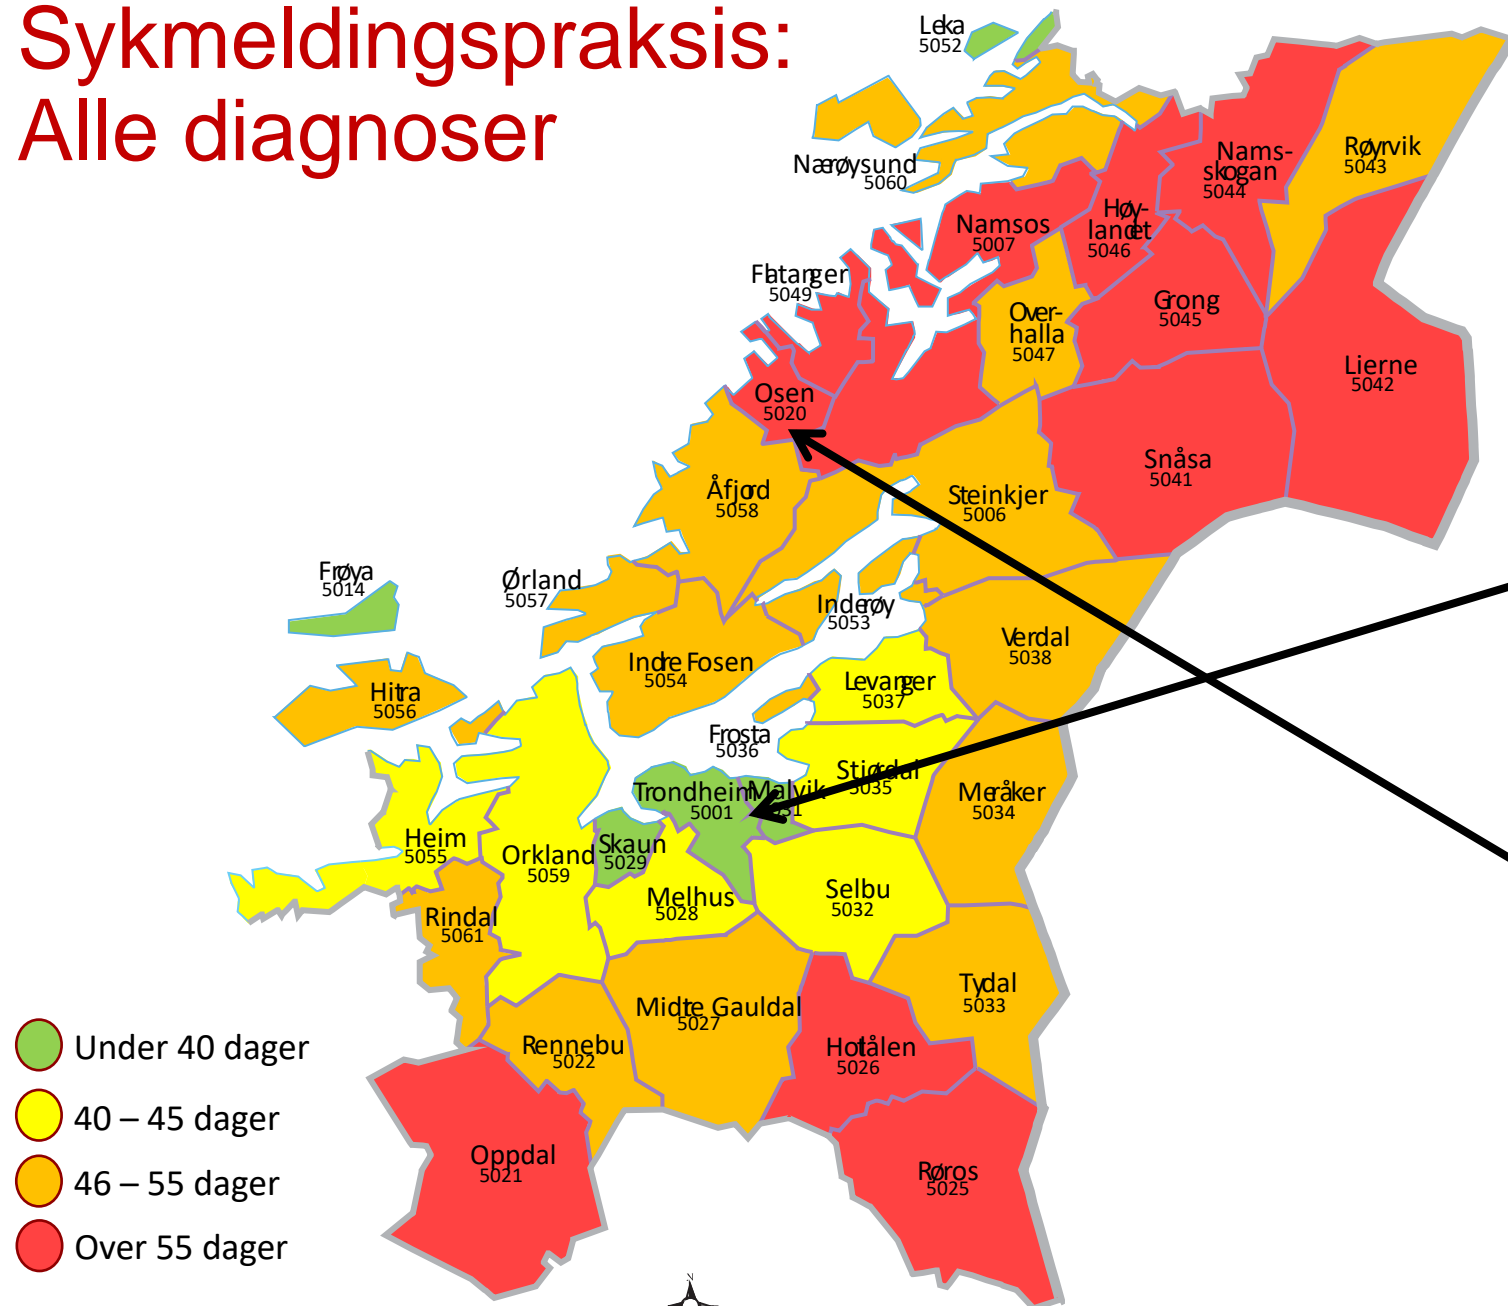 Sykmeldingspraksis:
Alle diagnoser
Leka
5052
Nærøysund
5060
Røyrvik
5043
Nams-
skogan
5044
Høy-
landet
5046
Namsos
5007
Flatanger
5049
Grong
5045
Over-
halla
5047
Lierne
5042
Osen
5020
Snåsa
5041
Steinkjer
5006
Åfjord
5058
Frøya
5014
Ørland
5057
Inderøy
5053
Verdal
5038
Indre Fosen
5054
Levanger
5037
Hitra
5056
Frosta
5036
Stjørdal
5035
Meråker
5034
Trondheim
5001
Malvik
5031
Heim
5055
Orkland
5059
Skaun
5029
Melhus
5028
Selbu
5032
Rindal
5061
Tydal
5033
Midtre Gauldal
5027
Rennebu
5022
Holtålen
5026
Oppdal
5021
Røros
5025
Under 40 dager
40 – 45 dager
46 – 55 dager
Over 55 dager
N